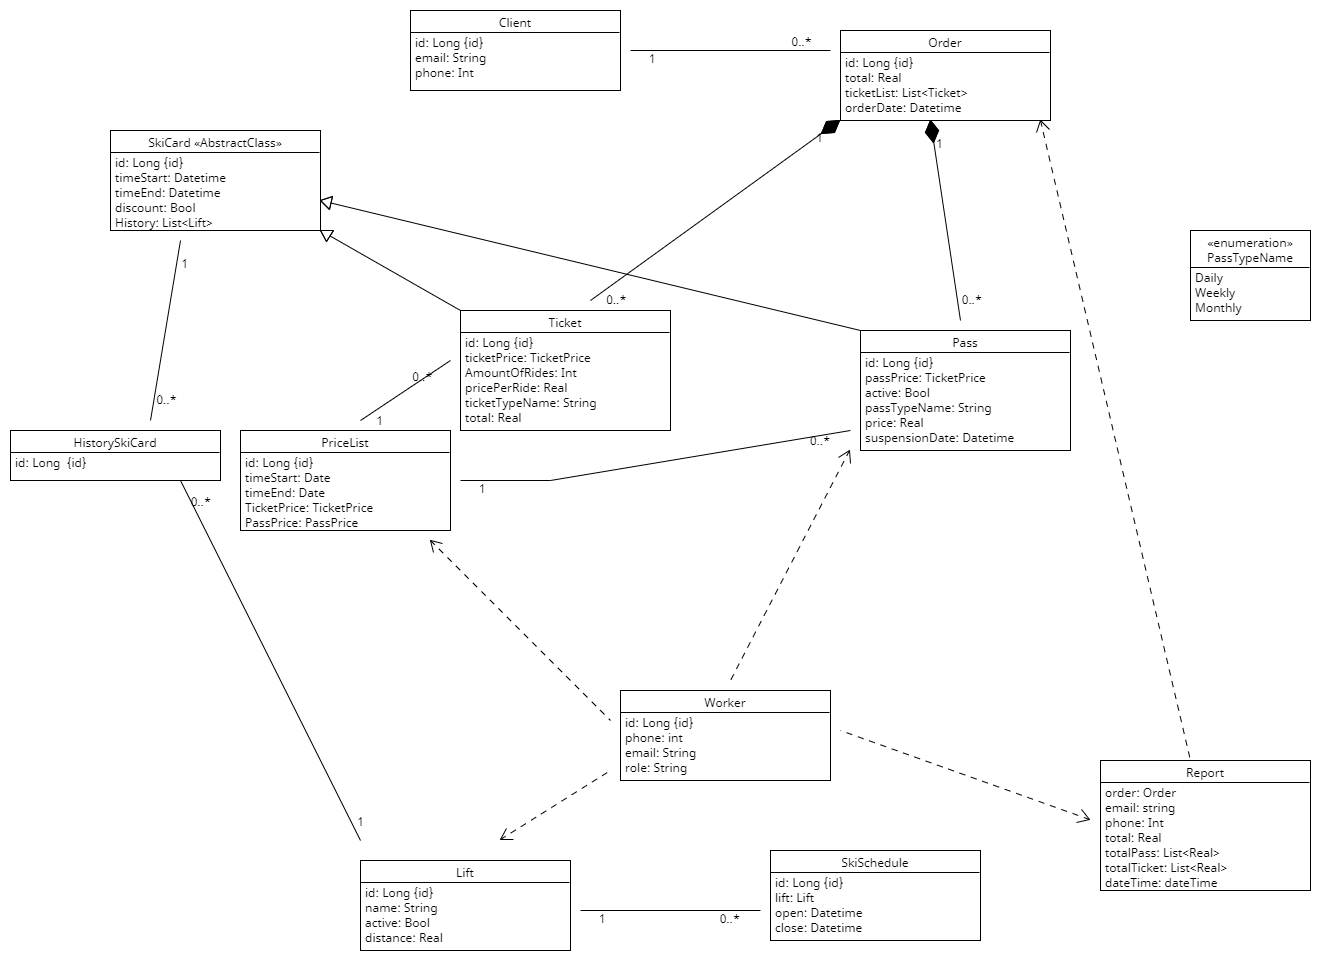 Client
id: Long {id}
email: String
phone: Int
1
0..*
Order
id: Long {id}
total: Real
ticketList: List<Ticket>
orderDate: Datetime
1
1
SkiCard «AbstractClass»
id: Long {id}
timeStart: Datetime
timeEnd: Datetime
discount: Bool
History: List<Lift>
1
0..*
«enumeration»
PassTypeName
Daily
Weekly
Monthly
0..*
0..*
Ticket
id: Long {id}
ticketPrice: TicketPrice
AmountOfRides: Int
pricePerRide: Real
ticketTypeName: String
total: Real
Pass
id: Long {id}
passPrice: TicketPrice
active: Bool
passTypeName: String
price: Real
suspensionDate: Datetime
0..*
1
HistorySkiCard
id: Long  {id}
0..*
PriceList
id: Long {id}
timeStart: Date
timeEnd: Date
TicketPrice: TicketPrice
PassPrice: PassPrice
1
0..*
Worker
id: Long {id}
phone: int
email: String
role: String
Report
order: Order
email: string
phone: Int
total: Real
totalPass: List<Real>
totalTicket: List<Real>
dateTime: dateTime
1
Lift
id: Long {id}
name: String
active: Bool
distance: Real
1
0..*
SkiSchedule
id: Long {id}
lift: Lift
open: Datetime
close: Datetime